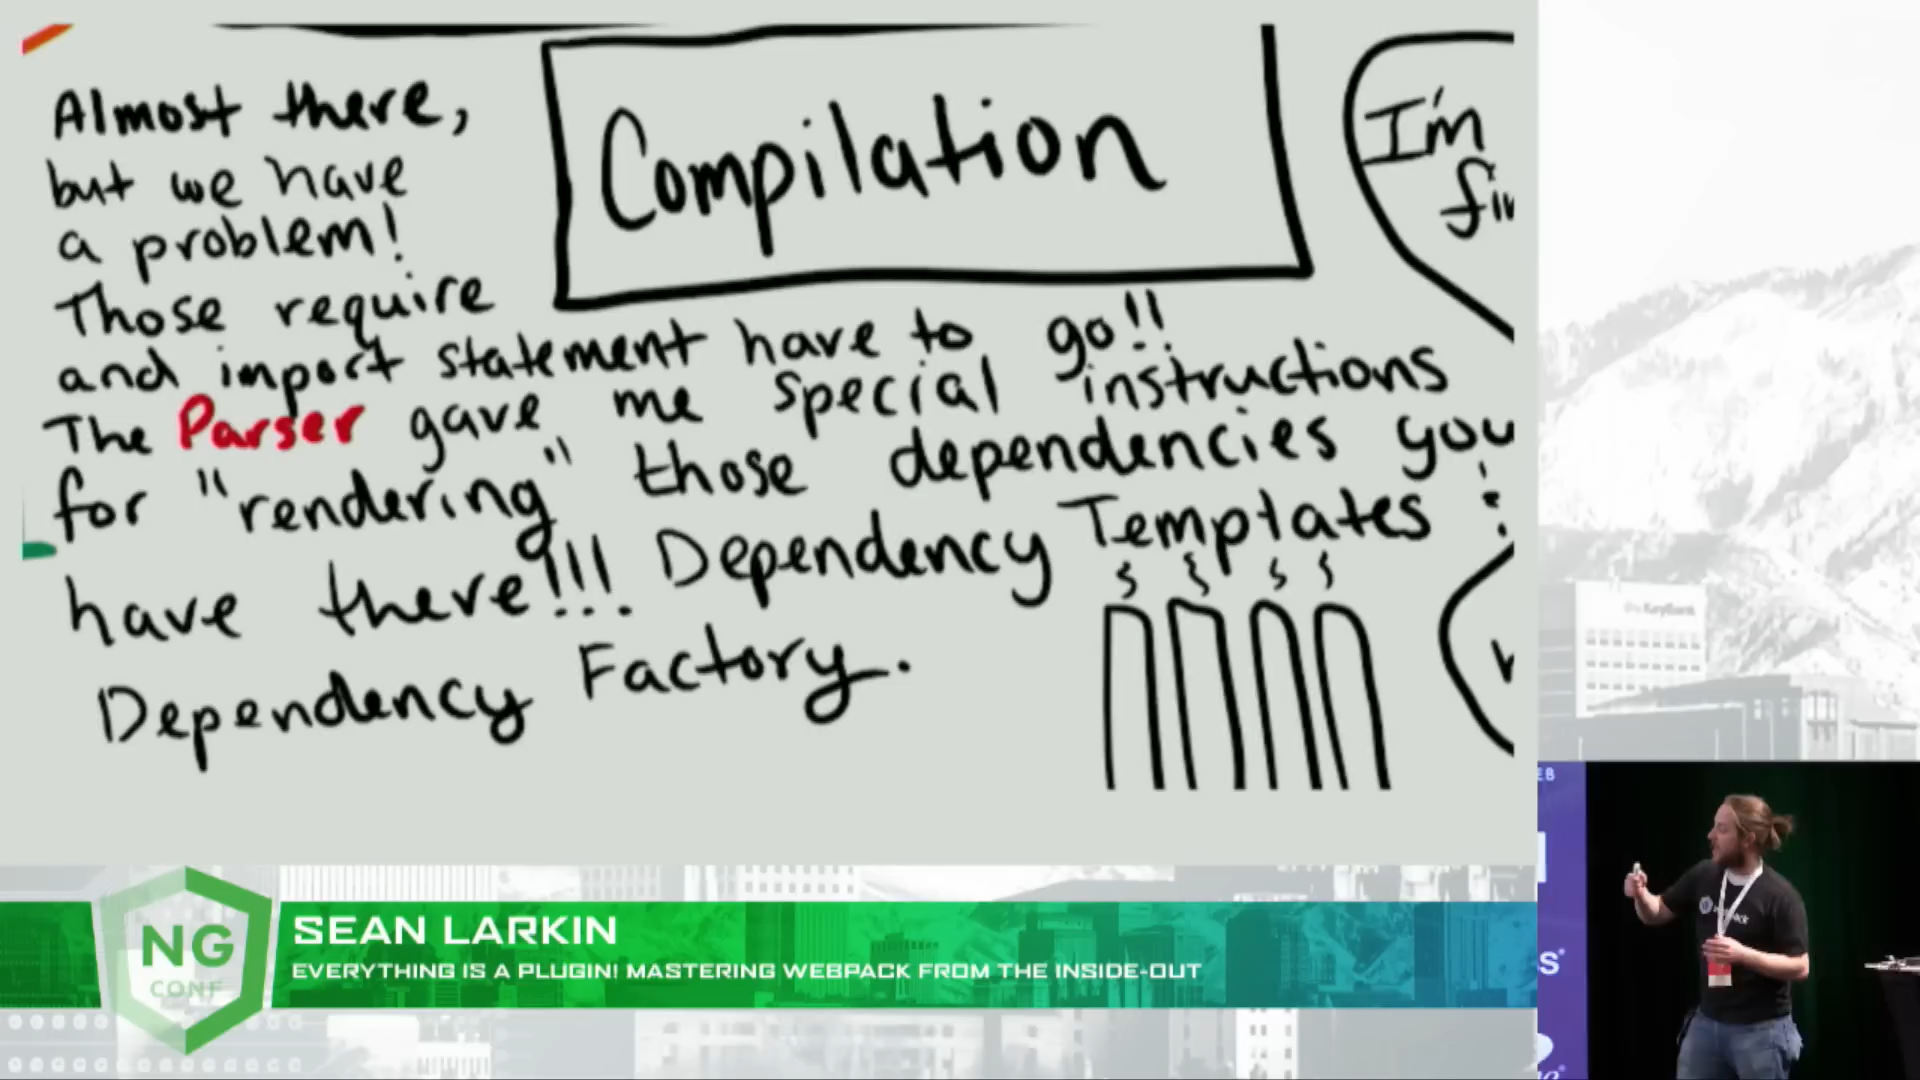 Almost there,
but we have
a problem!
Those require
and import statement have to go!!
The Parser gave me special instructions
for "rendering" those dependencies you
have there!!! Dependency Templates :
Dependency Factory.
Compilation
I'm
KeyBank
NG
CONF
SEAN LARKIN
EVERYTHING IS A PLUGIN! MASTERING WEBPACK FROM THE INSIDE-OUT